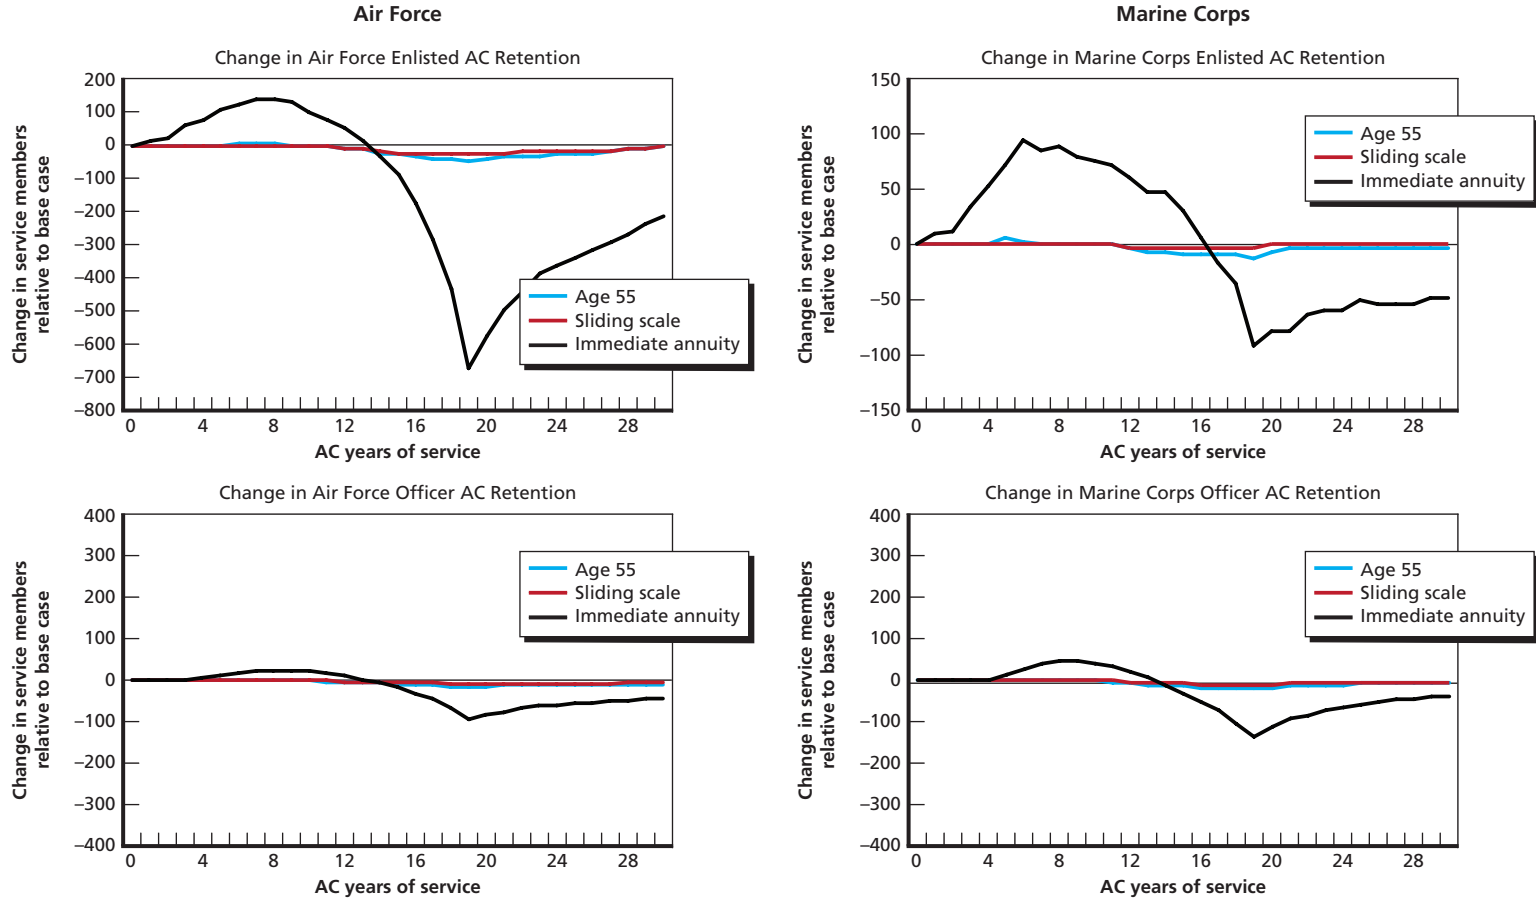 Air Force
Marine Corps
Change in Air Force Enlisted AC Retention
Change in service members
relative to base case
200
100
0
–100
–200
–300
–400
–500
–600
–700
–800
Age 55
Sliding scale
Immediate annuity
0 4 8 12 16 20 24 28
AC years of service
Change in Marine Corps Enlisted AC Retention
Change in service members
relative to base case
150
100
50
0
–50
–100
–150
Age 55
Sliding scale
Immediate annuity
0 4 8 12 16 20 24 28
AC years of service
Change in Air Force Officer AC Retention
Change in service members
relative to base case
400
300
200
100
0
–100
–200
–300
–400
Age 55
Sliding scale
Immediate annuity
0 4 8 12 16 20 24 28
AC years of service
Change in Marine Corps Officer AC Retention
Change in service members
relative to base case
400
300
200
100
0
–100
–200
–300
–400
Age 55
Sliding scale
Immediate annuity
0 4 8 12 16 20 24 28
AC years of service